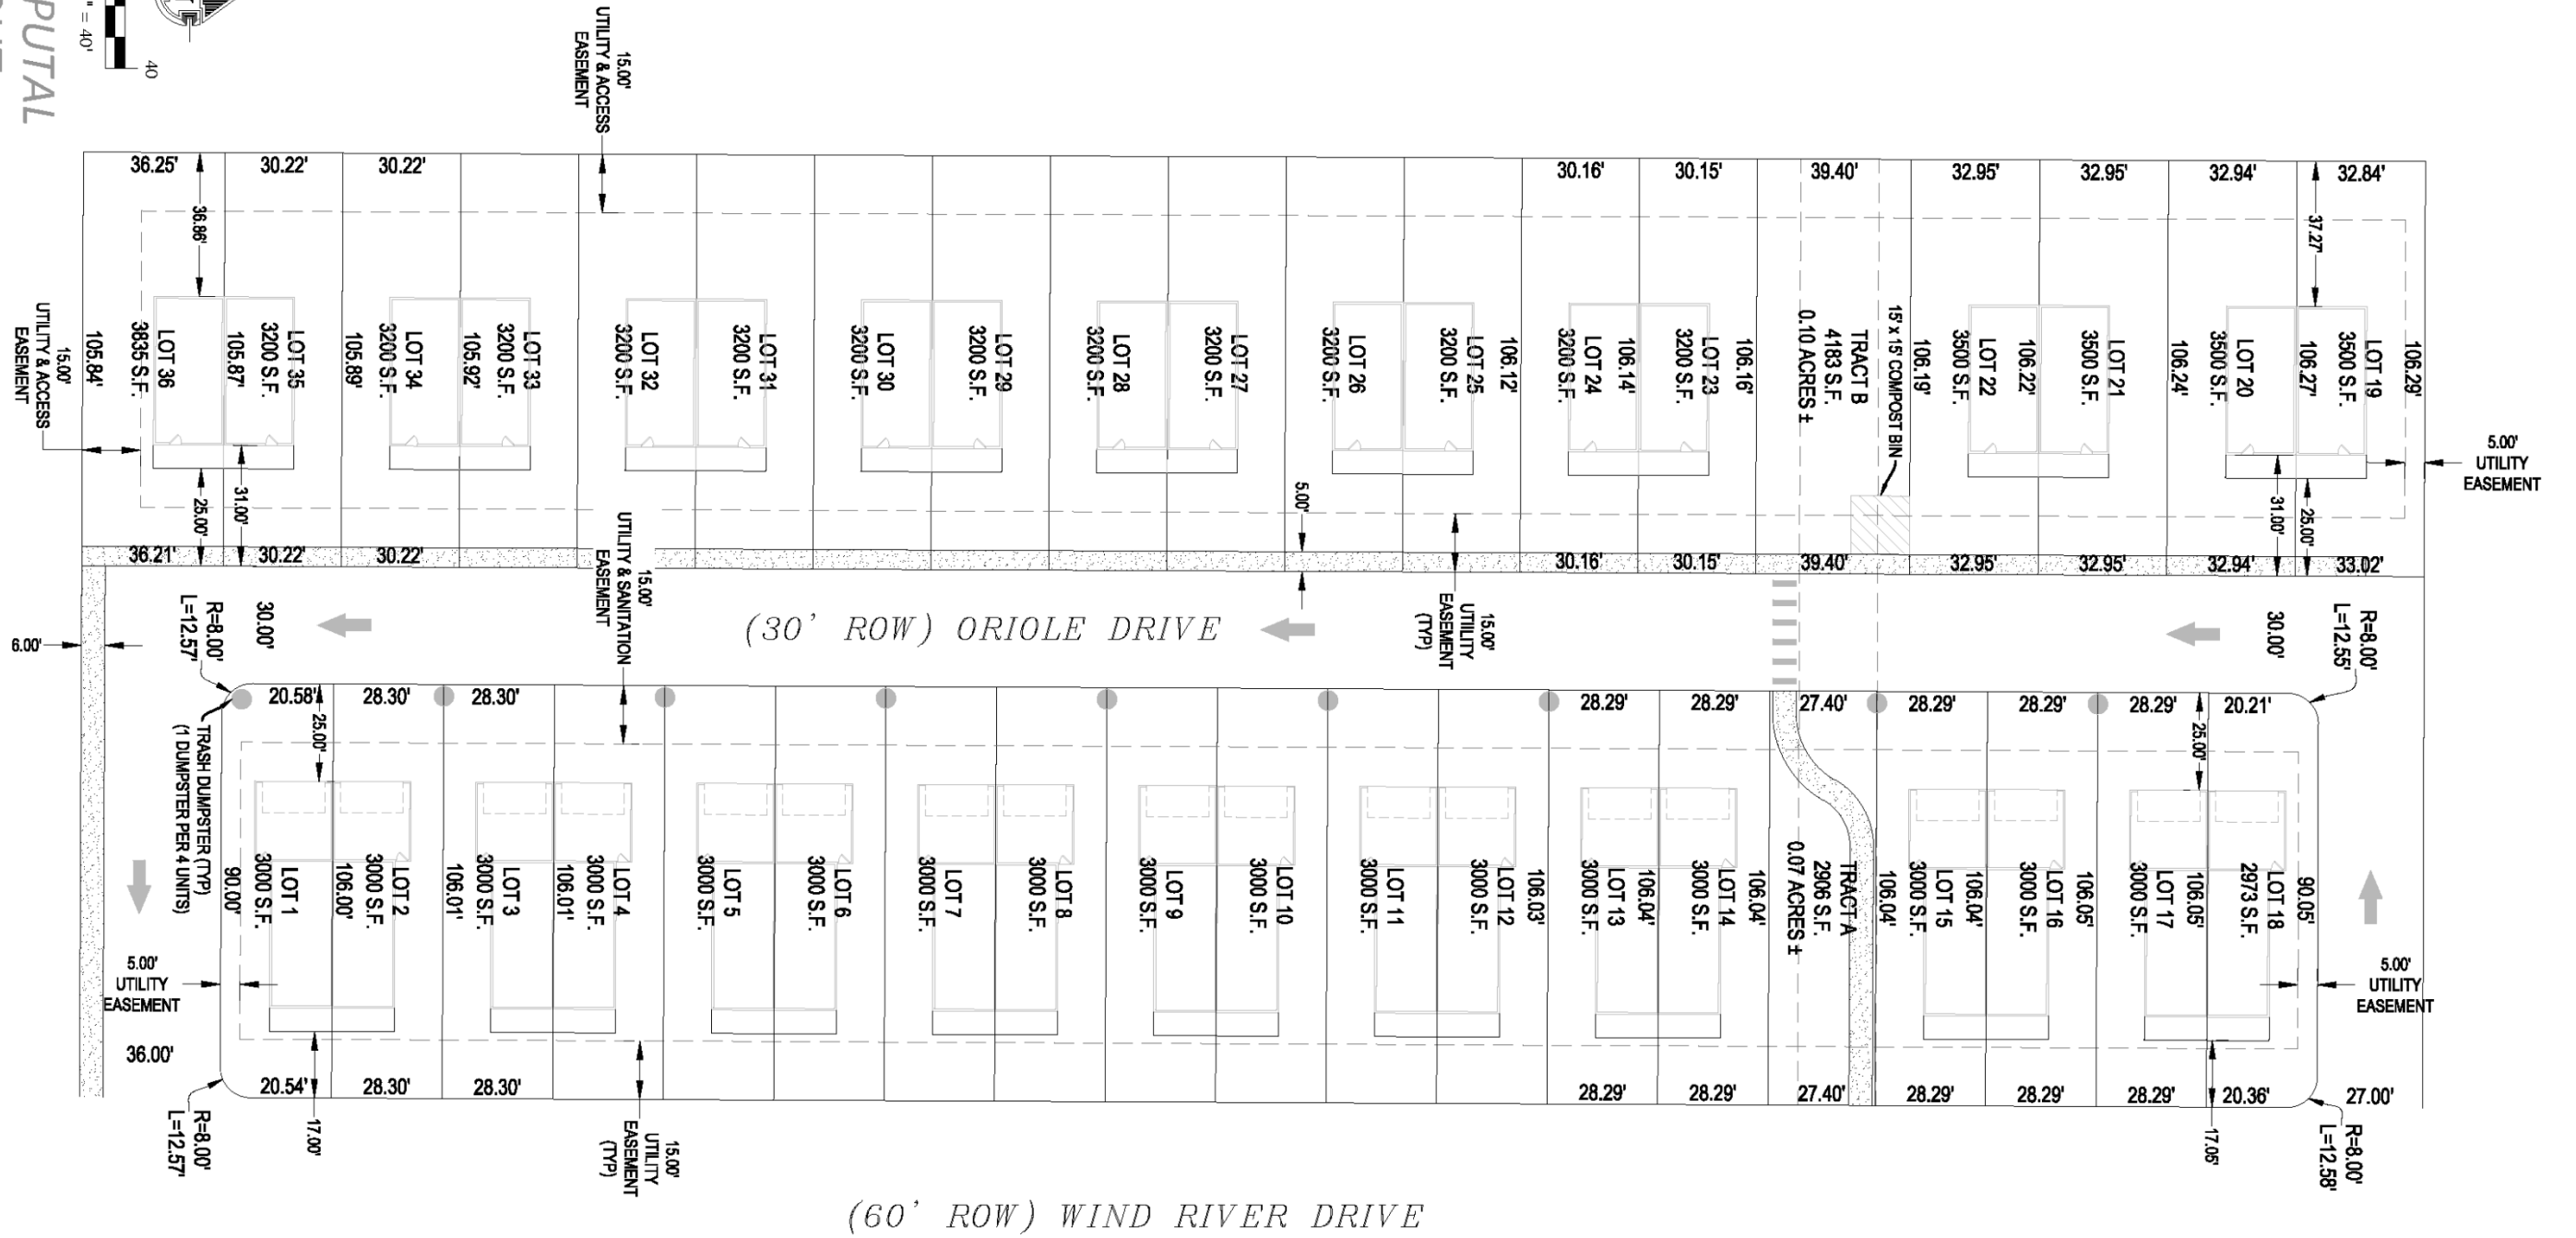 PUTAL
" = 40'
40
15.00'
UTILITY & ACCESS
EASEMENT
36.25'
30.22'
30.22'
30.16'
30.15'
39.40'
32.95'
32.95'
32.94'
32.84'
36.86'
37.27'
15.00'
UTILITY & ACCESS
EASEMENT
105.84'
LOT 36
3835 S.F.
105.87'
LOT 35
3200 S.F.
105.89'
LOT 34
3200 S.F.
105.92'
LOT 33
3200 S.F.
LOT 32
3200 S.F.
LOT 31
3200 S.F.
LOT 30
3200 S.F.
LOT 29
3200 S.F.
LOT 28
3200 S.F.
LOT 27
3200 S.F.
LOT 26
3200 S.F.
LOT 25
3200 S.F.
106.12'
LOT 24
3200 S.F.
106.14'
LOT 23
3200 S.F.
106.16'
TRACT B
4183 S.F.
0.10 ACRES ±
15' x 15' COMPOST BIN
106.19'
LOT 22
3500 S.F.
106.22'
LOT 21
3500 S.F.
106.24'
LOT 20
3500 S.F.
106.27'
LOT 19
3500 S.F.
106.29'
5.00'
UTILITY
EASEMENT
25.00'
31.00'
5.00'
31.00'
25.00'
36.21'
30.22'
30.22'
30.16'
30.15'
39.40'
32.95'
32.95'
32.94'
33.02'
6.00'
R=8.00'
L=12.57'
30.00'
15.00'
UTILITY & SANITATION
EASEMENT
(30' ROW) ORIOLE DRIVE
15.00'
UTILITY
EASEMENT
(TYP)
30.00'
R=8.00'
L=12.55'
20.58'
28.30'
28.30'
28.29'
28.29'
27.40'
28.29'
28.29'
28.29'
20.21'
25.00'
25.00'
TRASH DUMPSTER (TYP)
(1 DUMPSTER PER 4 UNITS)
90.00'
LOT 1
3000 S.F.
106.00'
LOT 2
3000 S.F.
106.01'
LOT 3
3000 S.F.
106.01'
LOT 4
3000 S.F.
LOT 5
3000 S.F.
LOT 6
3000 S.F.
LOT 7
3000 S.F.
LOT 8
3000 S.F.
LOT 9
3000 S.F.
LOT 10
3000 S.F.
LOT 11
3000 S.F.
LOT 12
3000 S.F.
106.03'
LOT 13
3000 S.F.
106.04'
LOT 14
3000 S.F.
106.04'
TRACT A
2906 S.F.
0.07 ACRES ±
106.04'
LOT 15
3000 S.F.
106.04'
LOT 16
3000 S.F.
106.05'
LOT 17
3000 S.F.
106.05'
LOT 18
2973 S.F.
90.05'
5.00'
UTILITY
EASEMENT
5.00'
UTILITY
EASEMENT
36.00'
20.54'
28.30'
28.30'
28.29'
28.29'
27.40'
28.29'
28.29'
28.29'
20.36'
27.00'
R=8.00'
L=12.57'
17.00'
15.00'
UTILITY
EASEMENT
(TYP)
17.05'
R=8.00'
L=12.58'
(60' ROW) WIND RIVER DRIVE